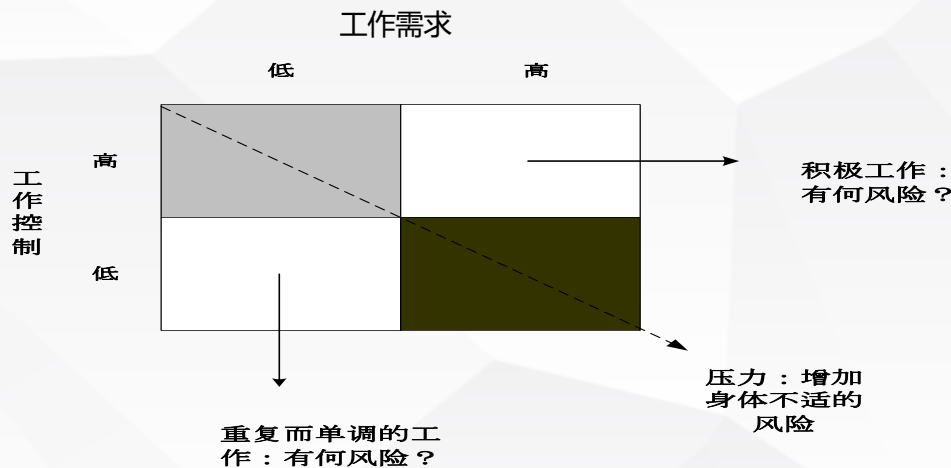 工作需求
低
高
高
工作控制
低
积极工作：
有何风险？
压力：增加
身体不适的
风险
重复而单调的工
作：有何风险？